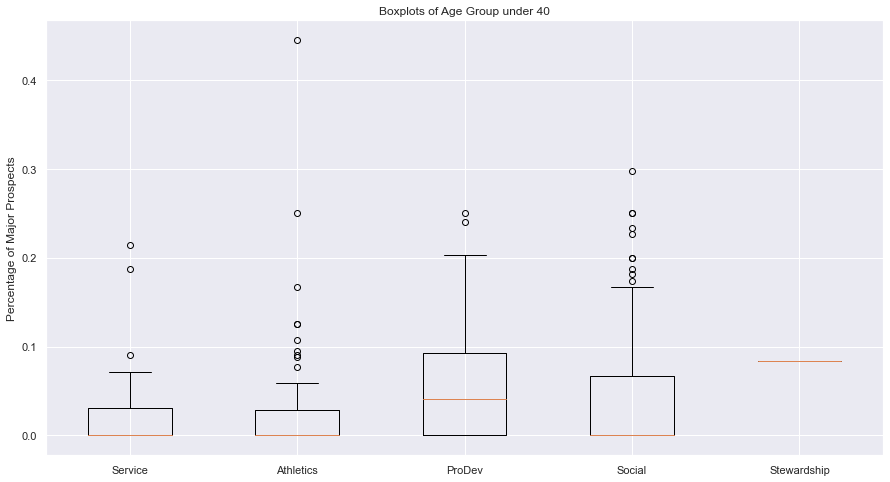 Boxplots of Age Group under 40
Percentage of Major Prospects
0.4
0.3
0.2
0.1
0.0
Service Athletics ProDev Social Stewardship